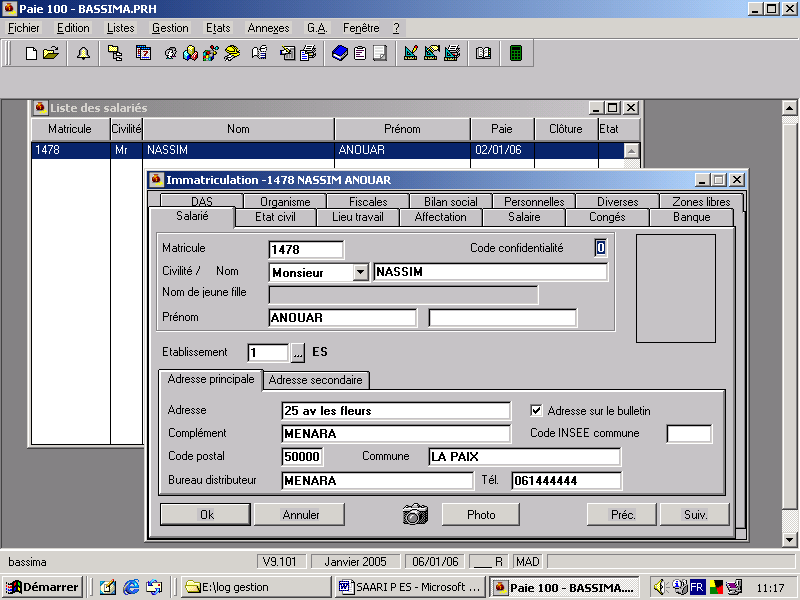 Paie 100 - BASSIMA.PRH
Fichier Edition Listes Gestion Etats Annexes G.A. Fenêtre ?
Liste des salariés
Matricule Civilité Nom Prénom Paie Clôture Etat
1478 Mr NASSIM ANOUAR 02/01/06
Immatriculation -1478 NASSIM ANOUAR
DAS Organisme Fiscales Bilan social Personnelles Diverses Zones libres
Salarié Etat civil Lieu travail Affectation Salaire Congés Banque
Matricule 1478 Code confidentialité 0
Civilité / Nom Monsieur NASSIM
Nom de jeune fille
Prénom ANOUAR
Etablissement 1 ... ES
Adresse principale Adresse secondaire
Adresse 25 av les fleurs Adresse sur le bulletin
Complément MENARA Code INSEE commune
Code postal 50000 Commune LA PAIX
Bureau distributeur MENARA Tél. 061444444
Ok Annuler Photo Préc. Suiv.
bassima V9.101 Janvier 2005 06/01/06 ___ R MAD
Démarrer E:\log gestion SAARI P ES - Microsoft ... Paie 100 - BASSIMA.... FR 11:17